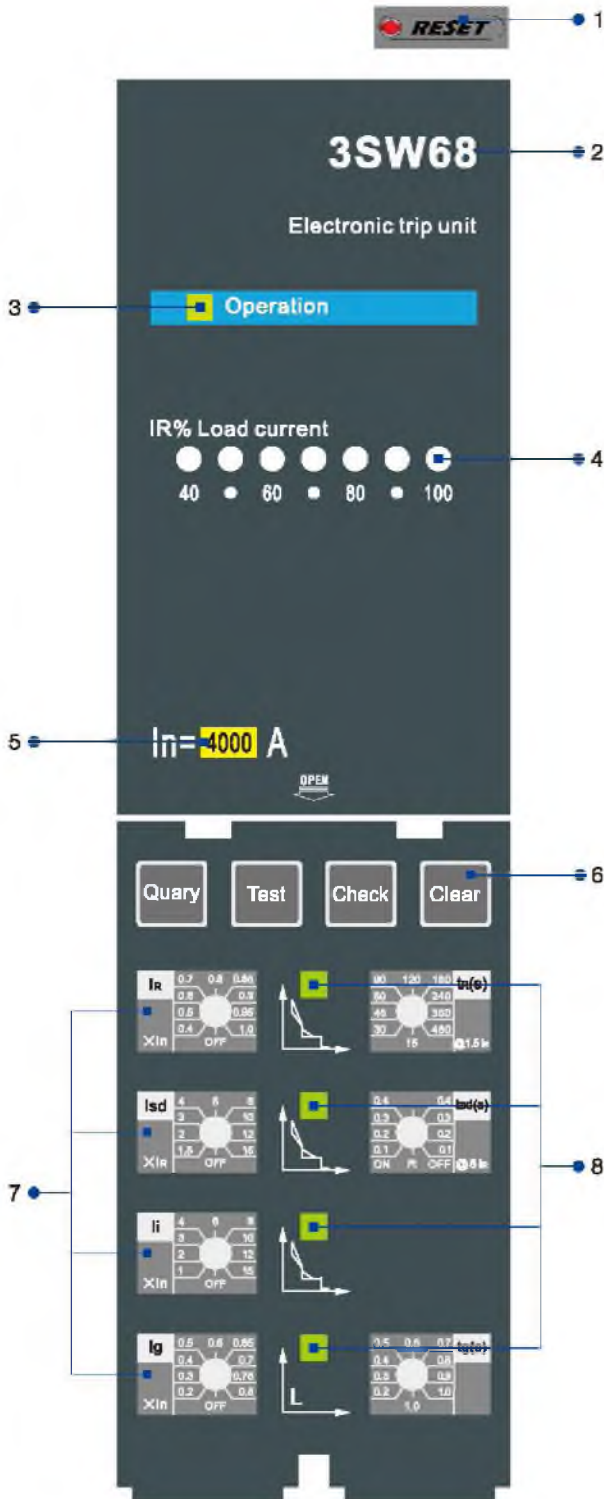 RESET 1
3SW68 2
Electronic trip unit
3 Operation
IR% Load current
4
40 60 80 100
5 In= 4000 A
OPEN
Quary Test Check Clear 6
IR 0.7 0.8 0.85 90 120 180 tR(s)
0.6 0.9 60 240
0.5 0.95 45 360
0.4 1.0 30 480
XIn OFF 15 @1.5 Ir
Isd 4 6 8 0.4 0.4 tsd(s)
3 10 0.3 0.3
2 12 0.2 0.2
1.5 15 0.1 0.1
XIR OFF ON OFF
7 8
Ii 4 6 8
3 10
2 12
1 15
XIn OFF
Ig 0.5 0.6 0.65 0.5 0.6 0.7 tg(s)
0.4 0.7 0.4 0.8
0.3 0.75 0.3 0.9
0.2 0.8 0.2 1.0
XIn OFF L 1.0